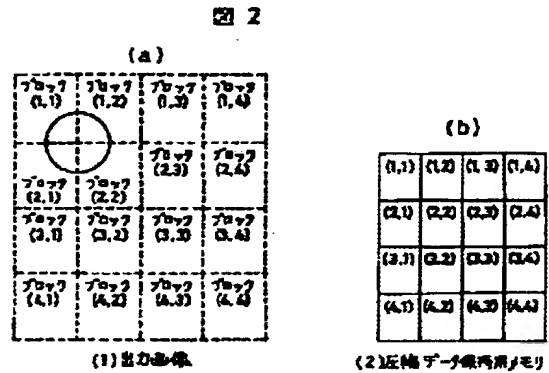 図 2
(a)
ブロック ブロック ブロック ブロック
(1,1) (1,2) (1,3) (1,4)
ブロック ブロック
(2,3) (2,4)
ブロック ブロック
(2,1) (2,2)
ブロック ブロック ブロック ブロック
(3,1) (3,2) (3,3) (3,4)
ブロック ブロック ブロック ブロック
(4,1) (4,2) (4,3) (4,4)
(1)出力画像
(b)
(1,1) (1,2) (1,3) (1,4)
(2,1) (2,2) (2,3) (2,4)
(3,1) (3,2) (3,3) (3,4)
(4,1) (4,2) (4,3) (4,4)
(2)圧縮データ格納用メモリ